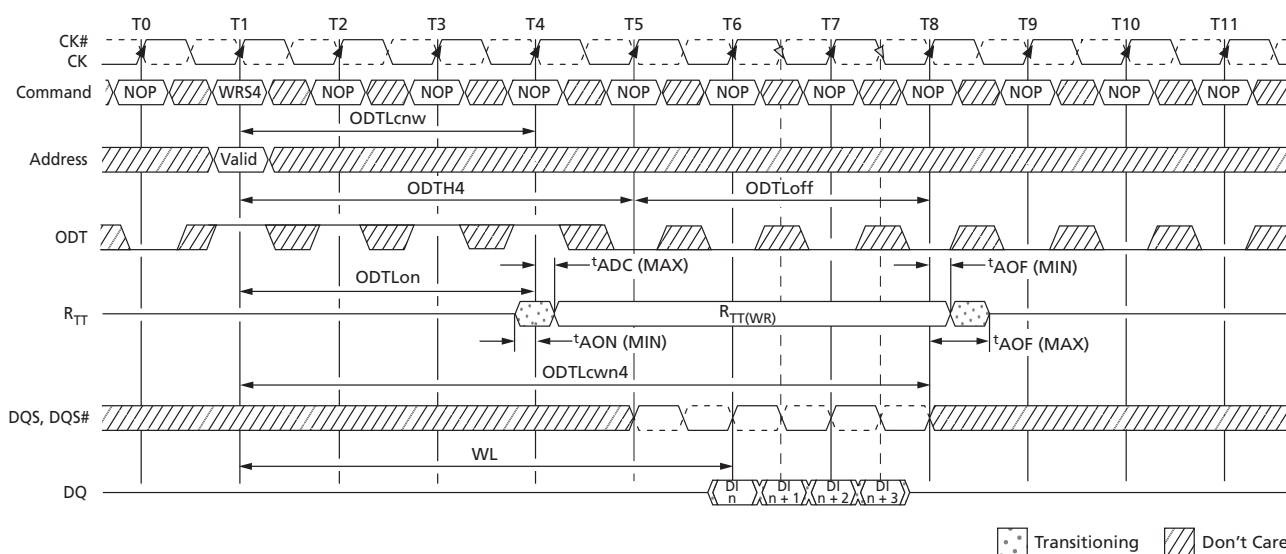 T0 T1 T2 T3 T4 T5 T6 T7 T8 T9 T10 T11
CK#
CK
Command NOP WRS4 NOP NOP NOP NOP NOP NOP NOP NOP NOP NOP
ODTLcnw
Address Valid
ODTH4 ODTLoff
ODT
tADC (MAX) tAOF (MIN)
ODTLon
RTT RTT(WR)
tAON (MIN) tAOF (MAX)
ODTLcwn4
DQS, DQS#
WL
DQ DI n DI n + 1 DI n + 2 DI n + 3
Transitioning Don't Care